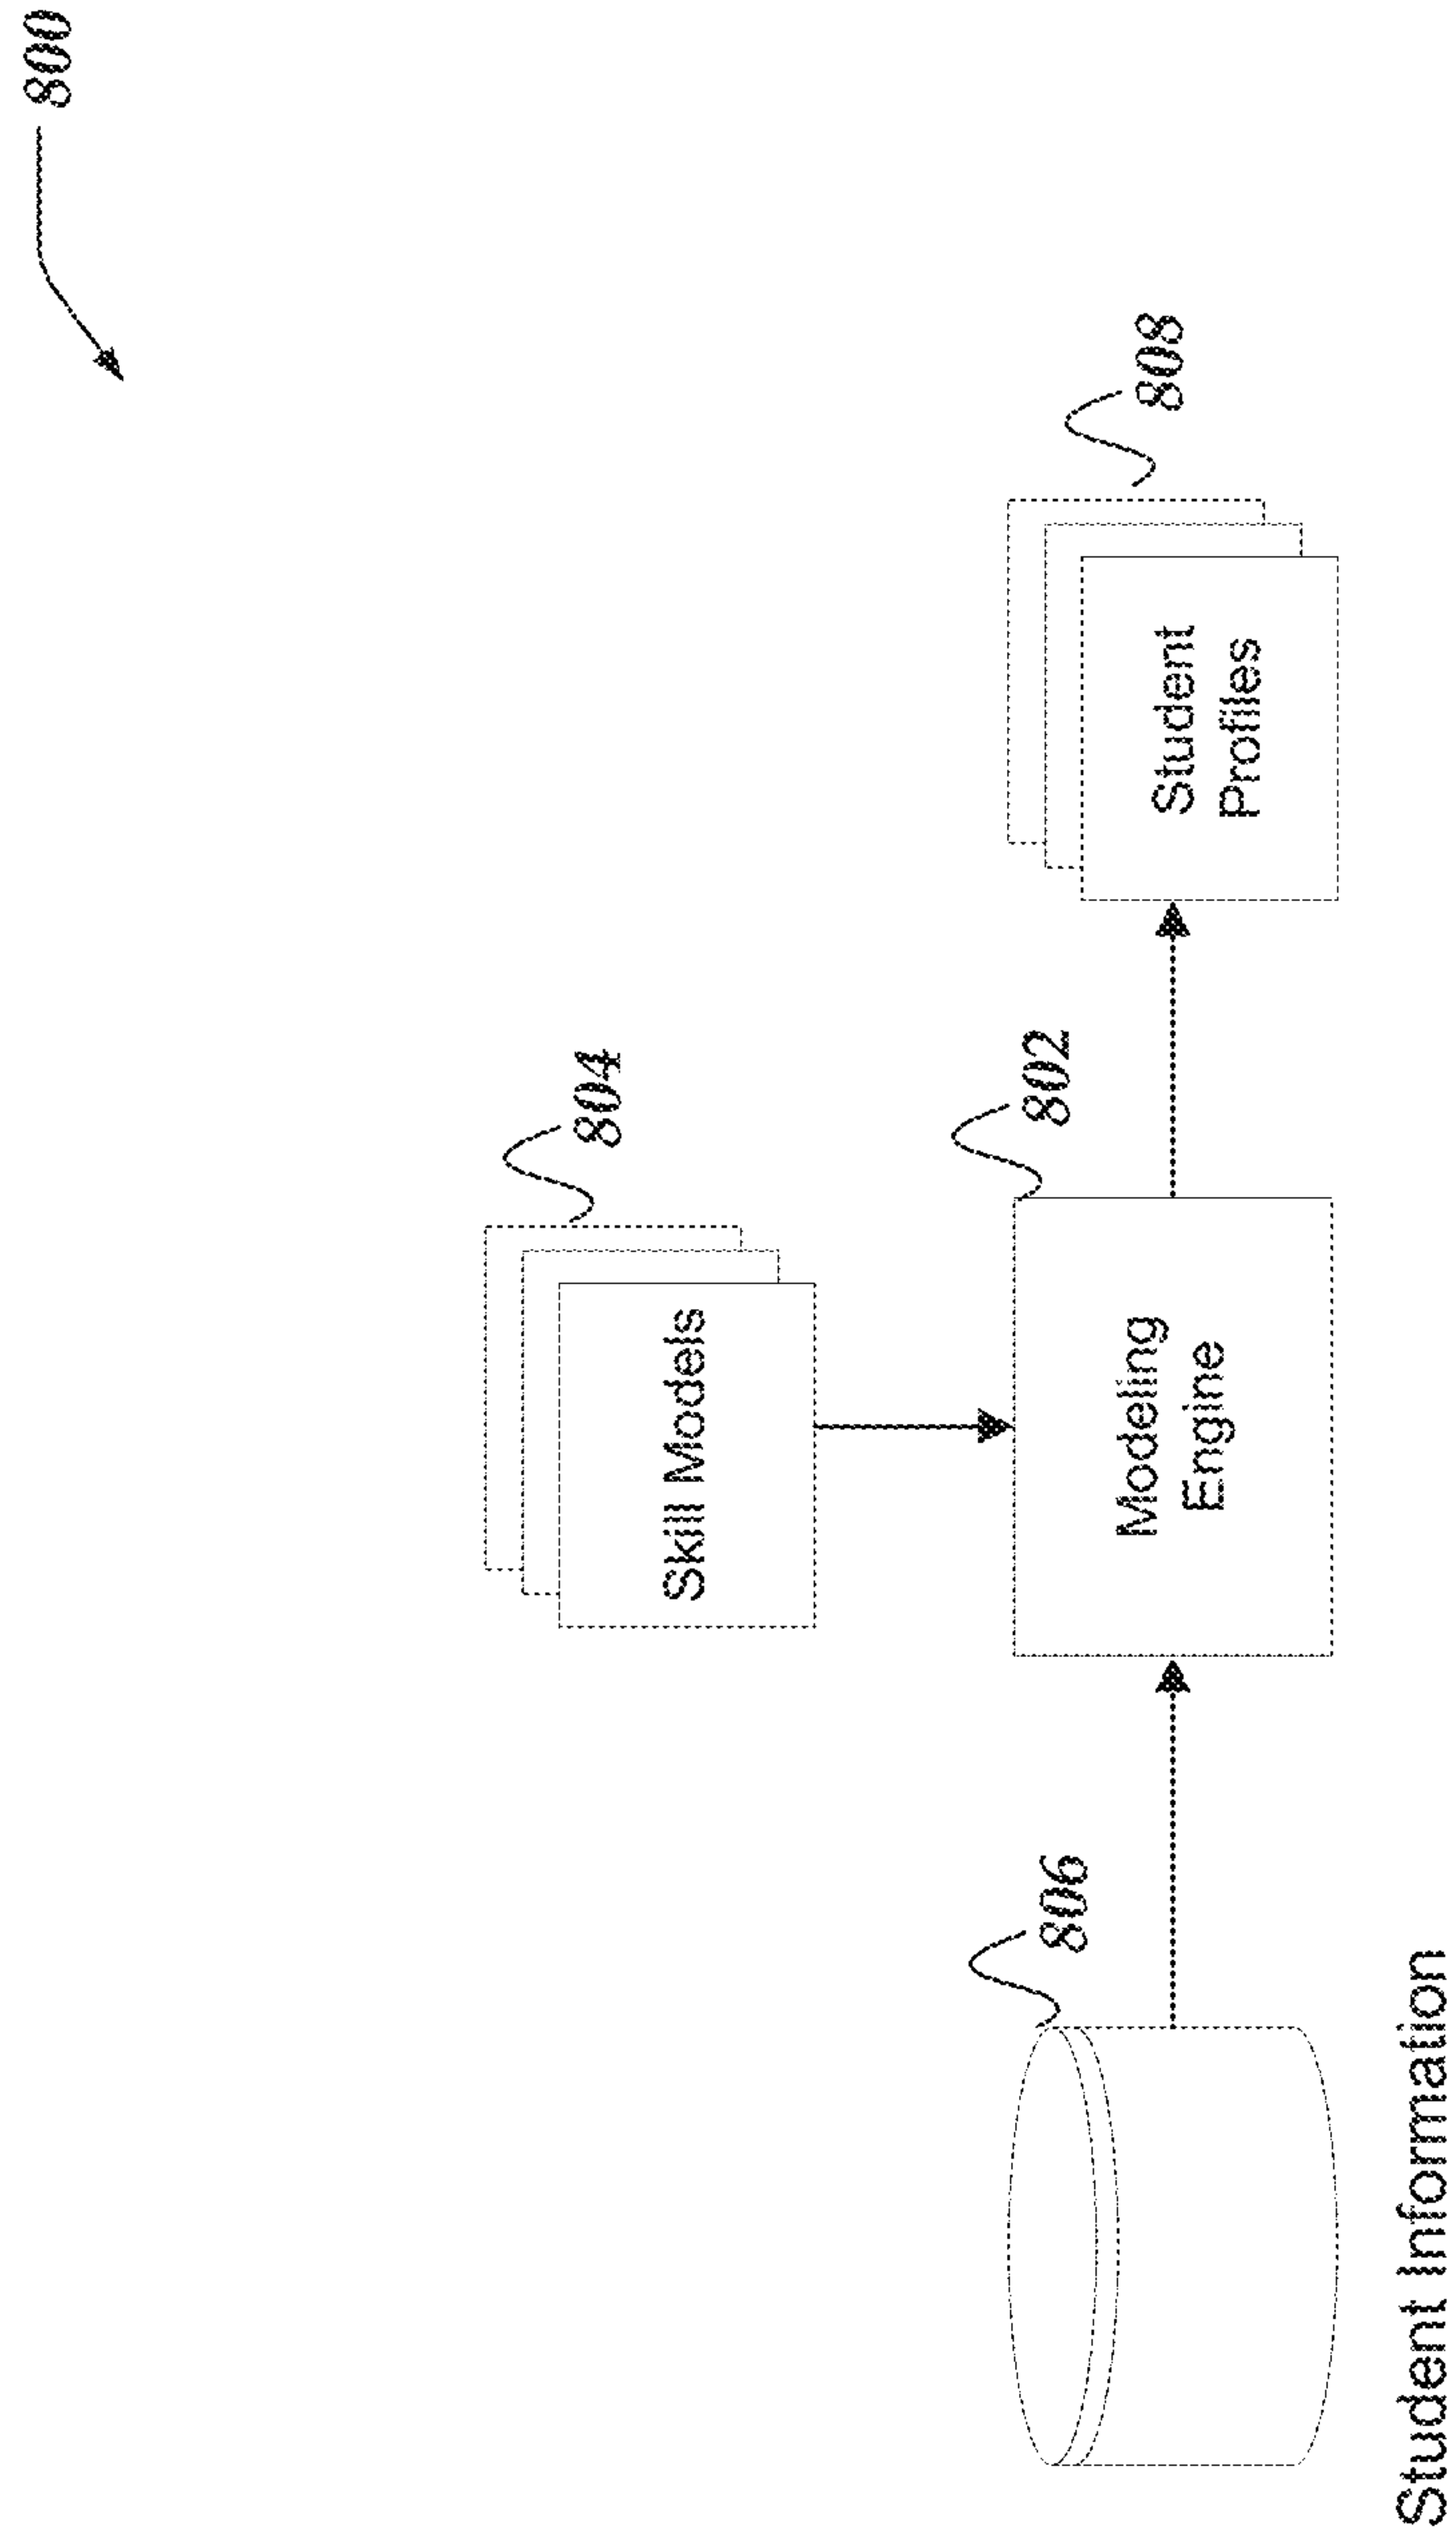 800
804
Skill Models
806
802
808
Modeling
Engine
Student
Profiles
Student Information